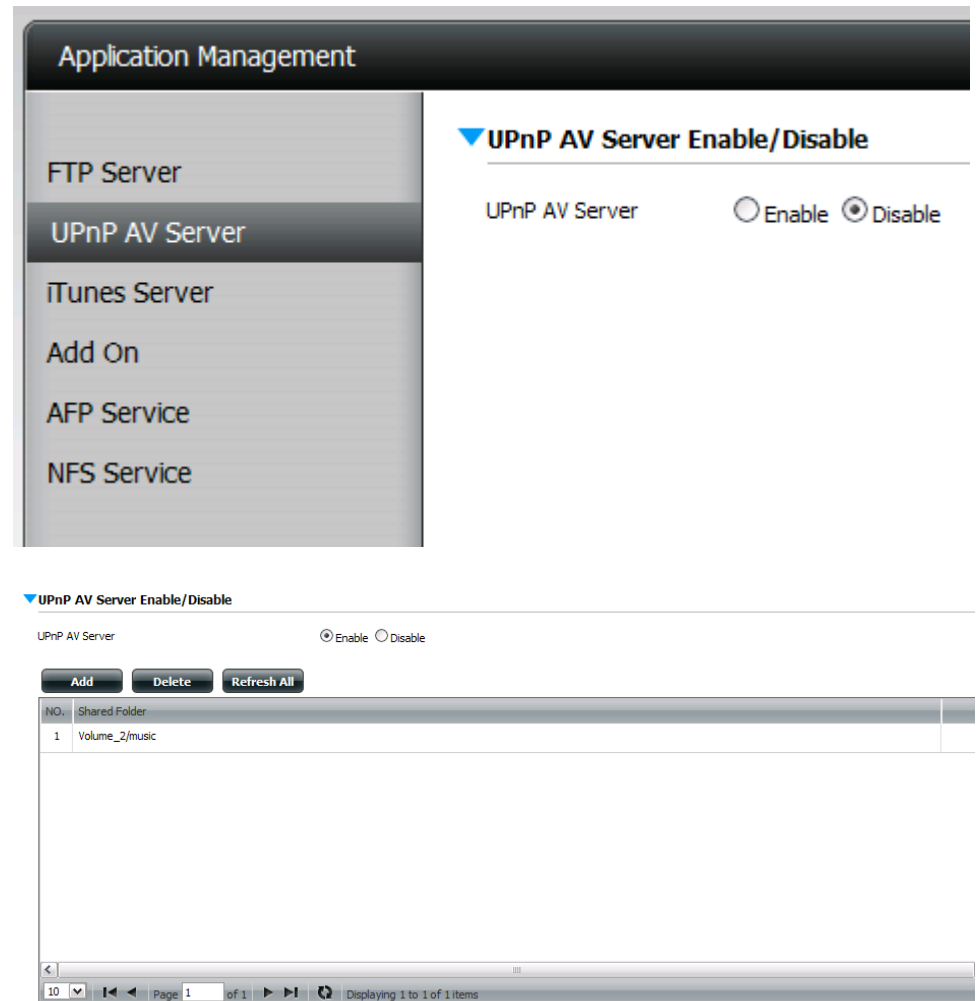 Application Management
FTP Server
UPnP AV Server
iTunes Server
Add On
AFP Service
NFS Service
UPnP AV Server Enable/Disable
UPnP AV Server Enable Disable
UPnP AV Server Enable/Disable
UPnP AV Server Enable Disable
Add Delete Refresh All
NO. Shared Folder
1 Volume_2/music
10 Page 1 of 1 Displaying 1 to 1 of 1 items